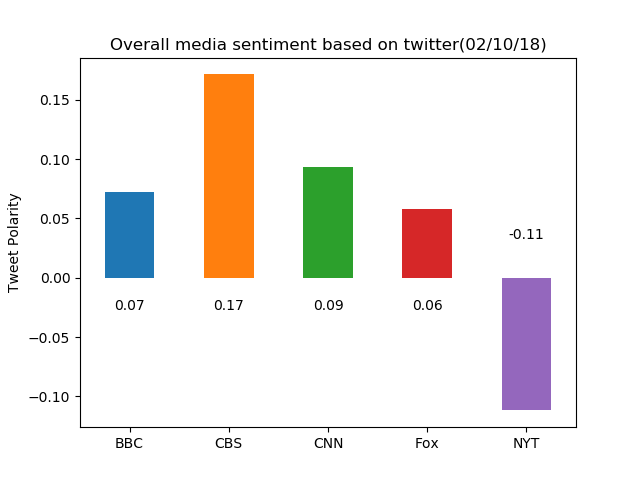 Overall media sentiment based on twitter(02/10/18)
Tweet Polarity
0.15
0.10
0.05
0.00
−0.05
−0.10
-0.11
0.07 0.17 0.09 0.06
BBC CBS CNN Fox NYT